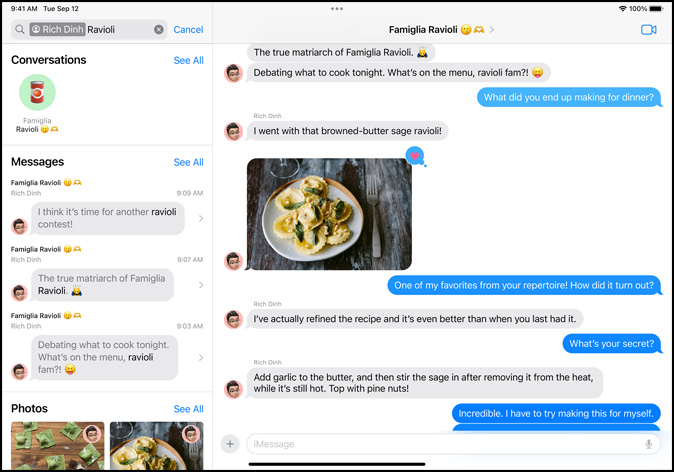 9:41 AM Tue Sep 12
100%
Rich Dinh Ravioli
Cancel
Conversations
See All
Famiglia
Ravioli 😋🫶
Messages
See All
Famiglia Ravioli 😋🫶
Rich Dinh
9:09 AM
I think it's time for another ravioli
contest!
Famiglia Ravioli 😋🫶
Rich Dinh
9:07 AM
The true matriarch of Famiglia
Ravioli.
Famiglia Ravioli 😋🫶
Rich Dinh
9:03 AM
Debating what to cook tonight.
What's on the menu, ravioli
fam?! 😝
Photos
See All
Famiglia Ravioli 😋🫶
The true matriarch of Famiglia Ravioli.
Debating what to cook tonight. What's on the menu, ravioli fam?! 😝
What did you end up making for dinner?
Rich Dinh
I went with that browned-butter sage ravioli!
One of my favorites from your repertoire! How did it turn out?
Rich Dinh
I've actually refined the recipe and it's even better than when you last had it.
What's your secret?
Rich Dinh
Add garlic to the butter, and then stir the sage in after removing it from the heat,
while it's still hot. Top with pine nuts!
Incredible. I have to try making this for myself.
iMessage